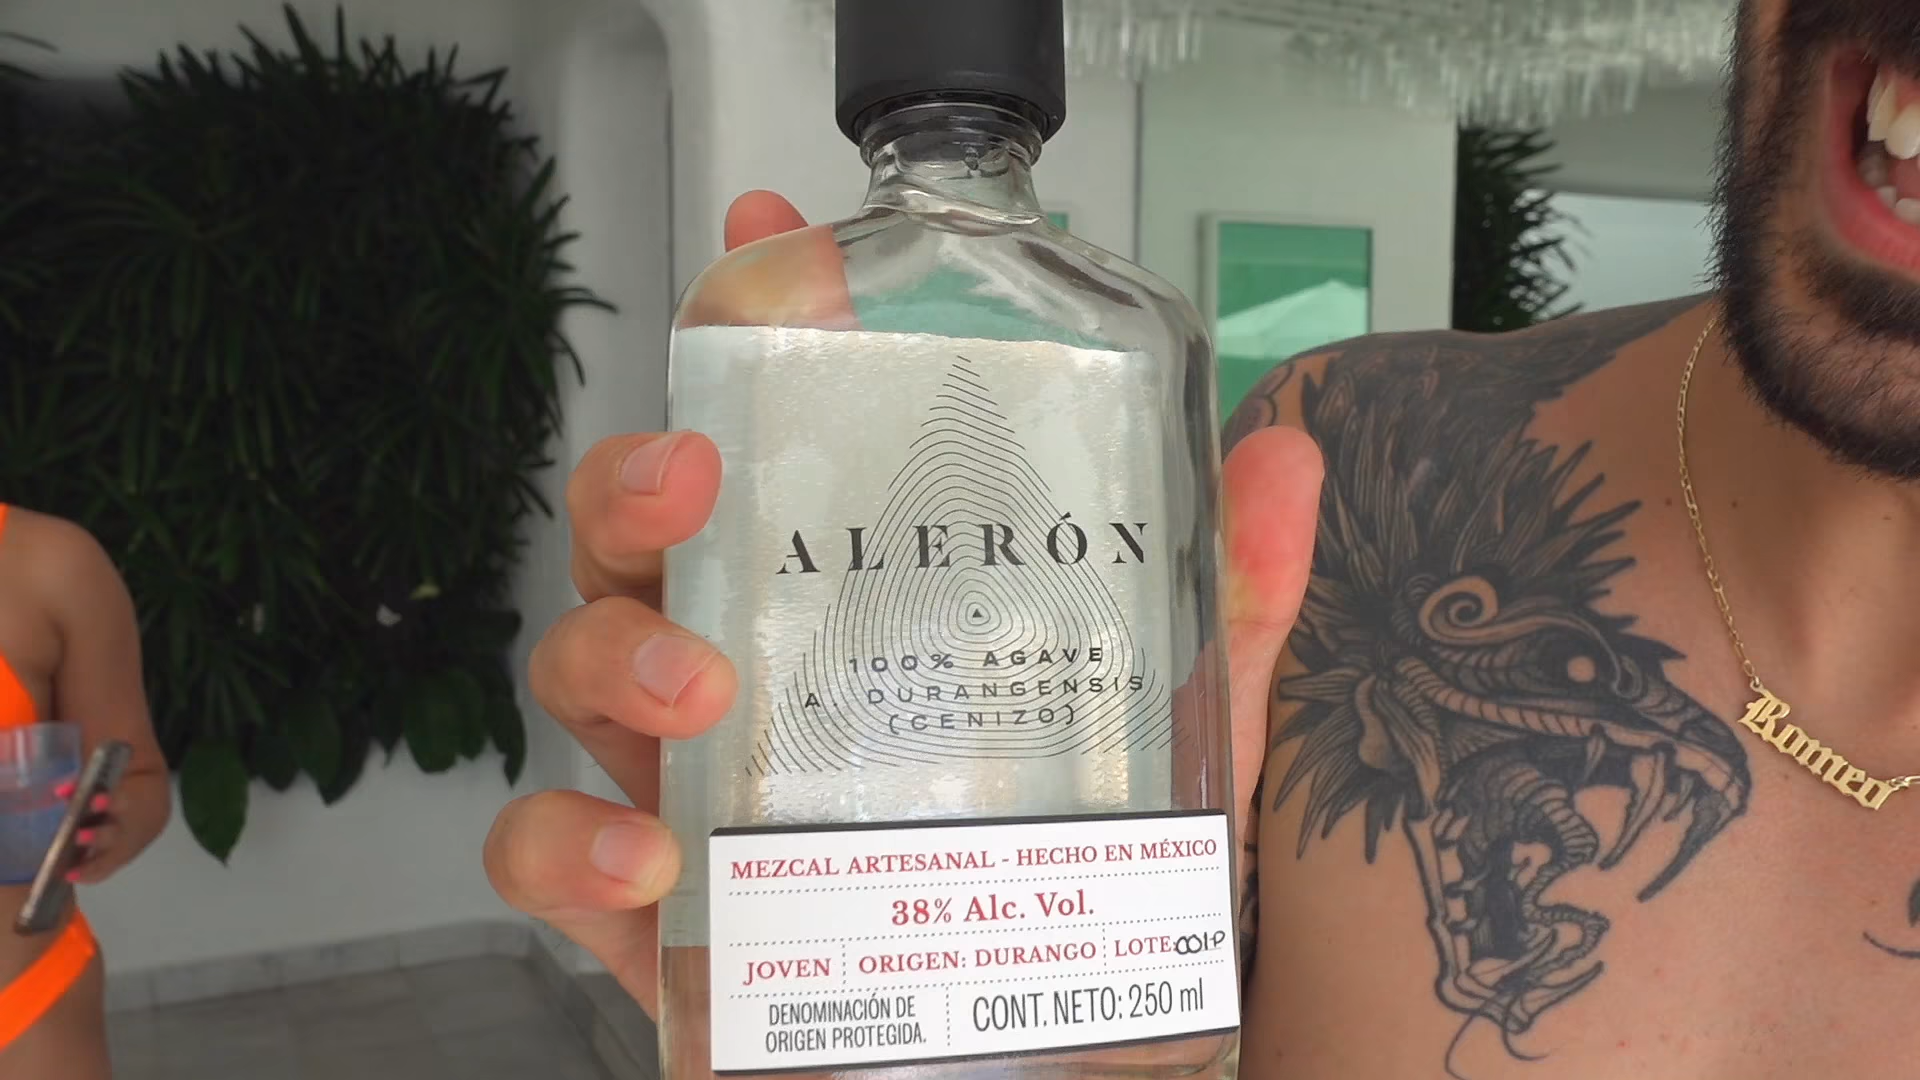 ALERÓN
100% AGAVE
A. DURANGENSIS
(CENIZO)
MEZCAL ARTESANAL - HECHO EN MÉXICO
38% Alc. Vol.
JOVEN ORIGEN: DURANGO LOTE:
DENOMINACIÓN DE
ORIGEN PROTEGIDA.
CONT. NETO: 250 ml
Romeo